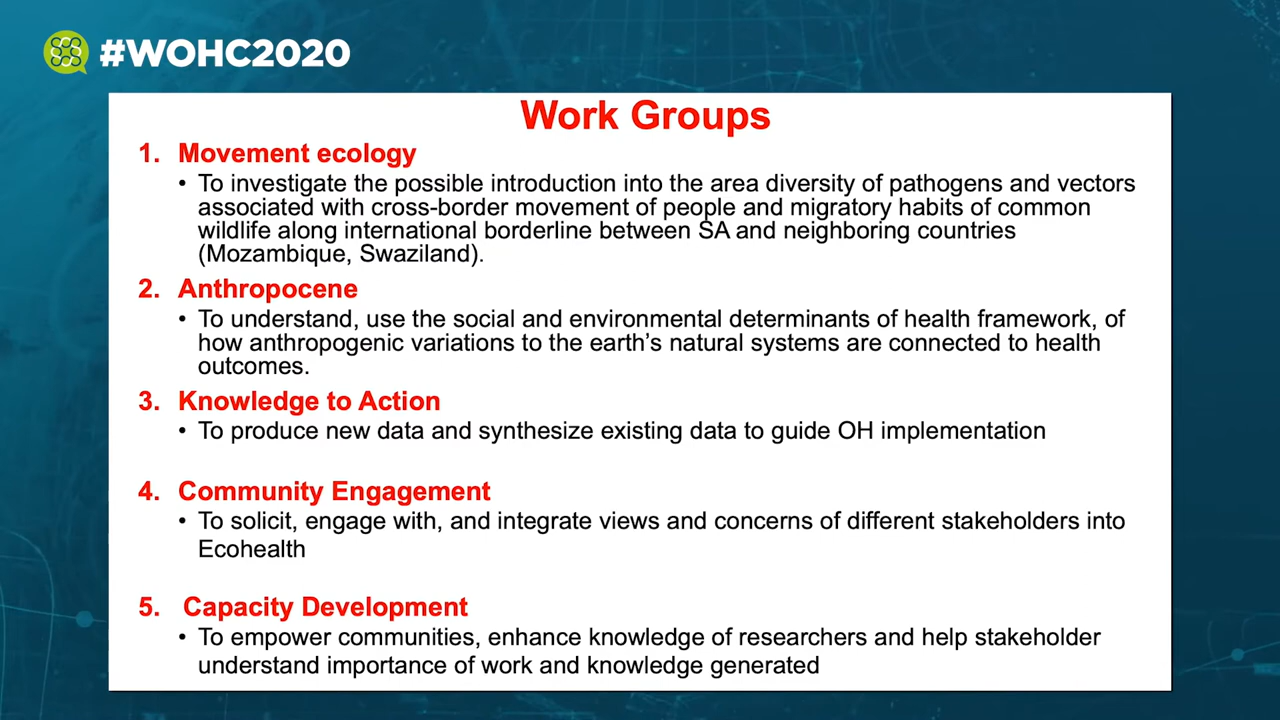 #WOHC2020
Work Groups
1. Movement ecology
• To investigate the possible introduction into the area diversity of pathogens and vectors
associated with cross-border movement of people and migratory habits of common
wildlife along international borderline between SA and neighboring countries
(Mozambique, Swaziland).
2. Anthropocene
• To understand, use the social and environmental determinants of health framework, of
how anthropogenic variations to the earth’s natural systems are connected to health
outcomes.
3. Knowledge to Action
• To produce new data and synthesize existing data to guide OH implementation
4. Community Engagement
• To solicit, engage with, and integrate views and concerns of different stakeholders into
Ecohealth
5. Capacity Development
• To empower communities, enhance knowledge of researchers and help stakeholder
understand importance of work and knowledge generated